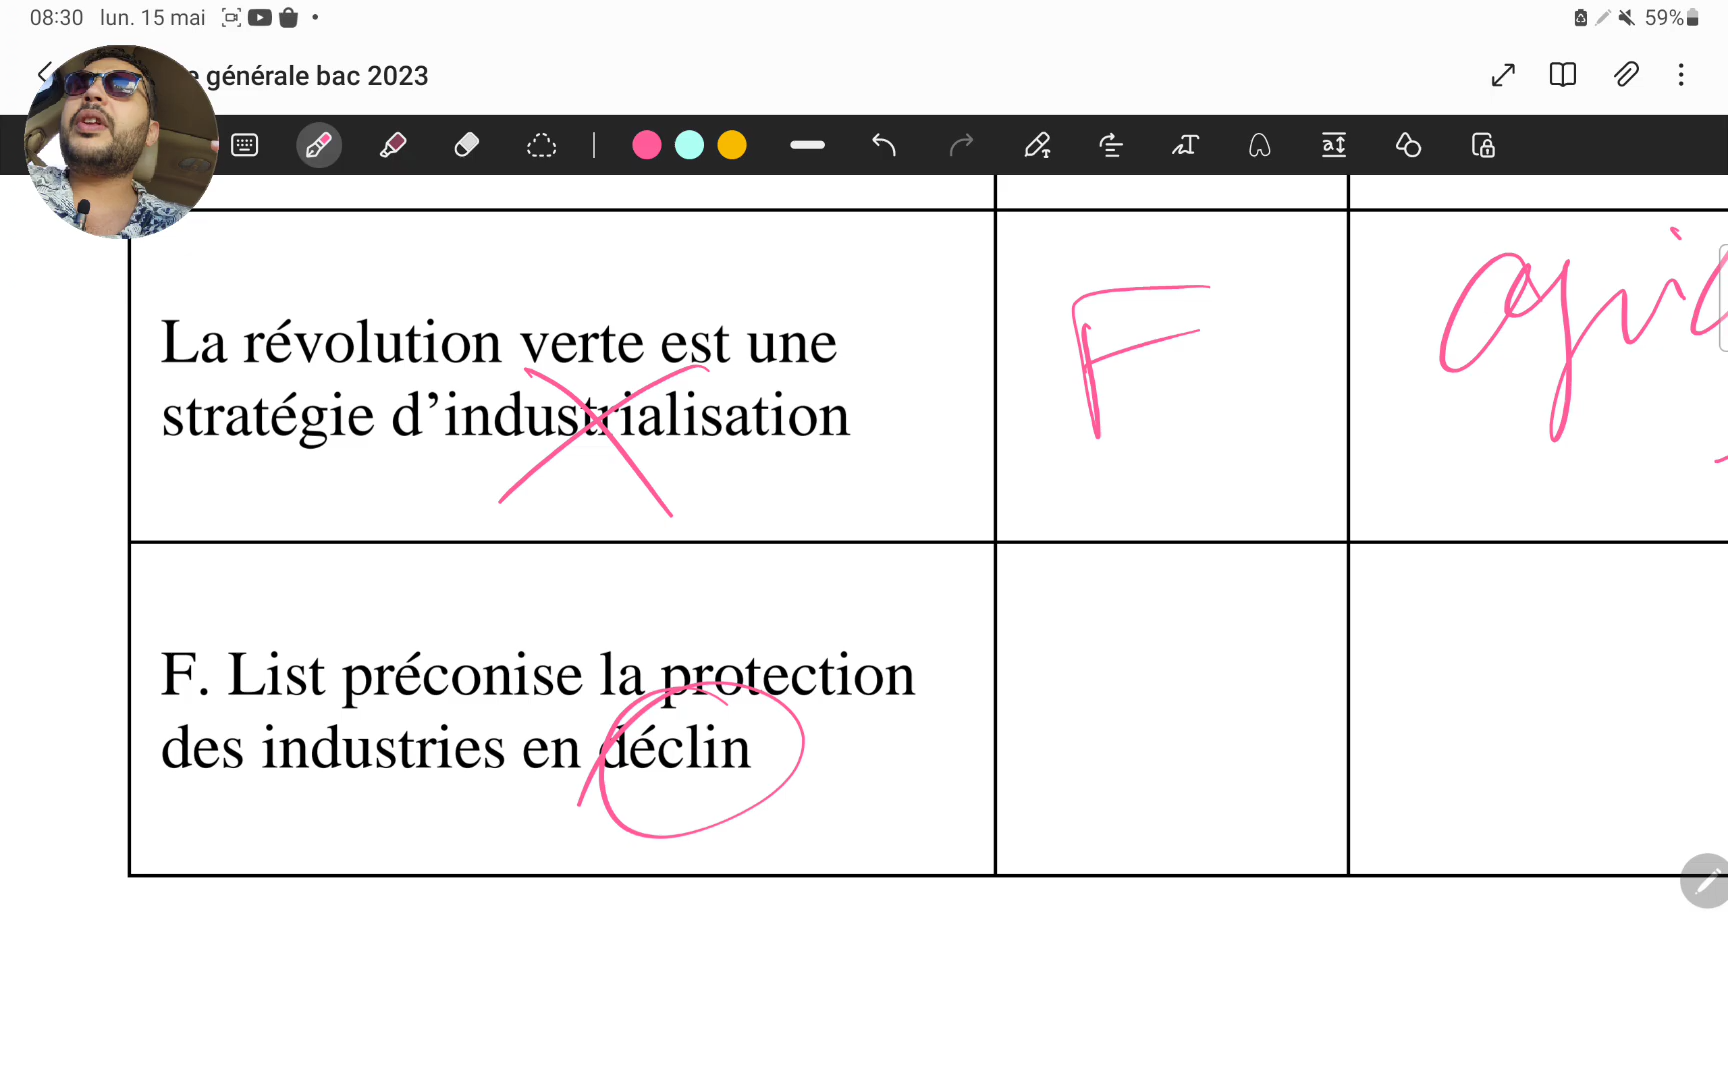 08:30 lun. 15 mai 59%
générale bac 2023
La révolution verte est une
stratégie d'industrialisation
F
F. List préconise la protection
des industries en déclin